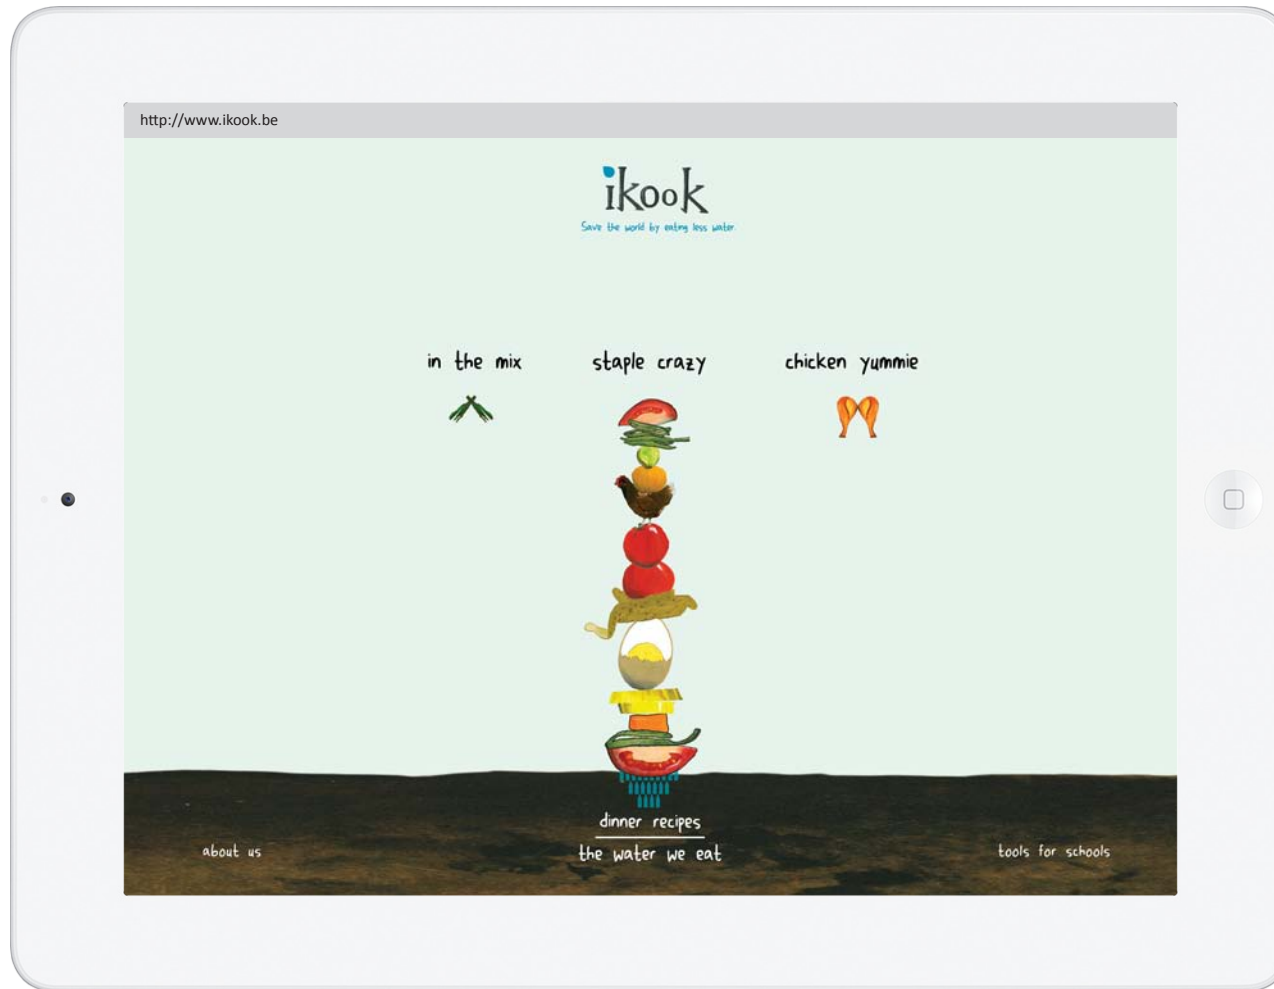 http://www.ikook.be
ikook
Save the world by eating less water
in the mix
staple crazy
chicken yummie
dinner recipes
about us
the water we eat
tools for schools